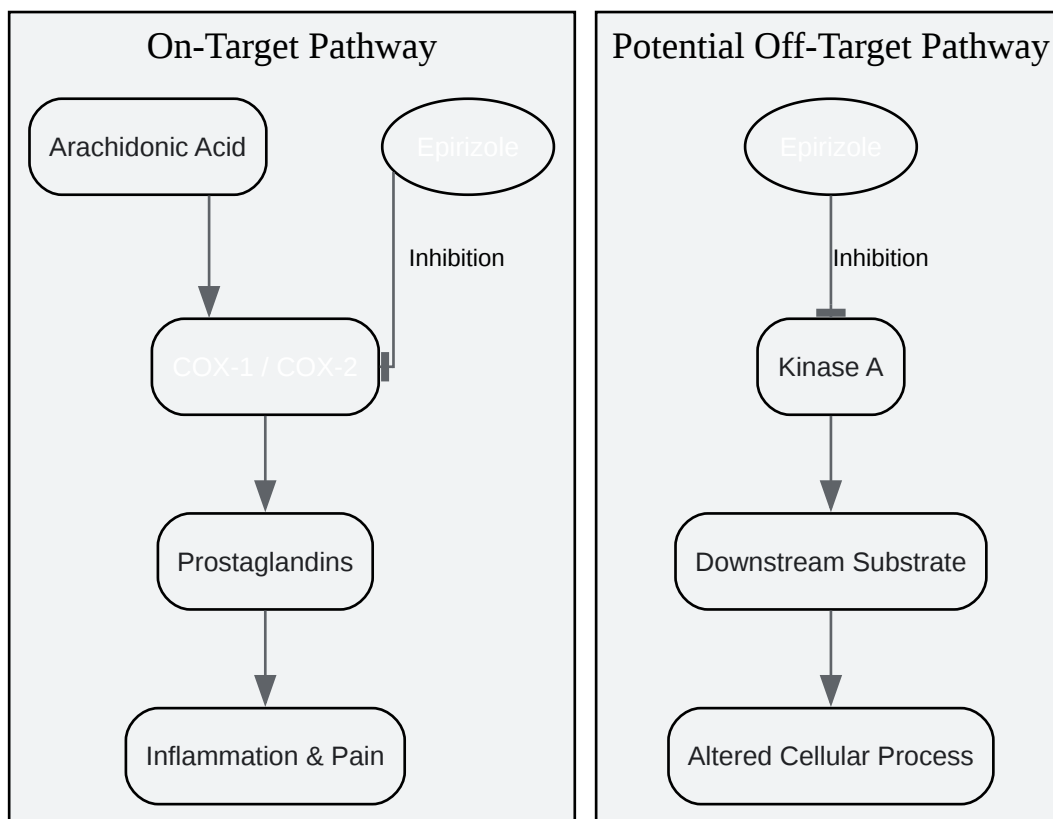 On-Target Pathway
Arachidonic Acid
Epirizole
Inhibition
COX-1 / COX-2
Prostaglandins
Inflammation & Pain
Potential Off-Target Pathway
Epirizole
Inhibition
Kinase A
Downstream Substrate
Altered Cellular Process